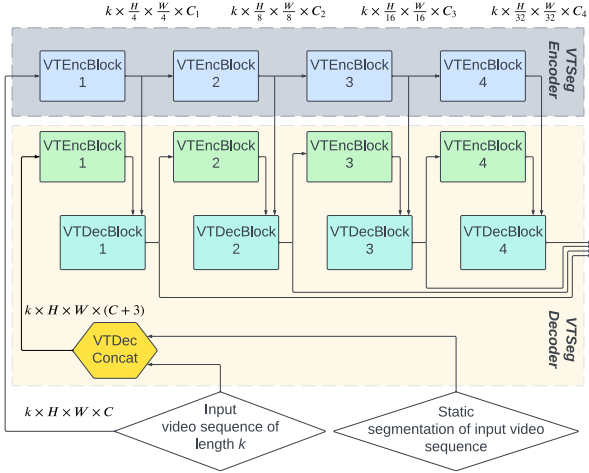 k × H/4 × W/4 × C₁
k × H/8 × W/8 × C₂
k × H/16 × W/16 × C₃
k × H/32 × W/32 × C₄
VTEncBlock
1
VTEncBlock
2
VTEncBlock
3
VTEncBlock
4
VTSeg
Encoder
VTEncBlock
1
VTEncBlock
2
VTEncBlock
3
VTEncBlock
4
VTDecBlock
1
VTDecBlock
2
VTDecBlock
3
VTDecBlock
4
k × H × W × (C + 3)
VTDec
Concat
VTSeg
Decoder
k × H × W × C
Input
video sequence of
length k
Static
segmentation of input video
sequence